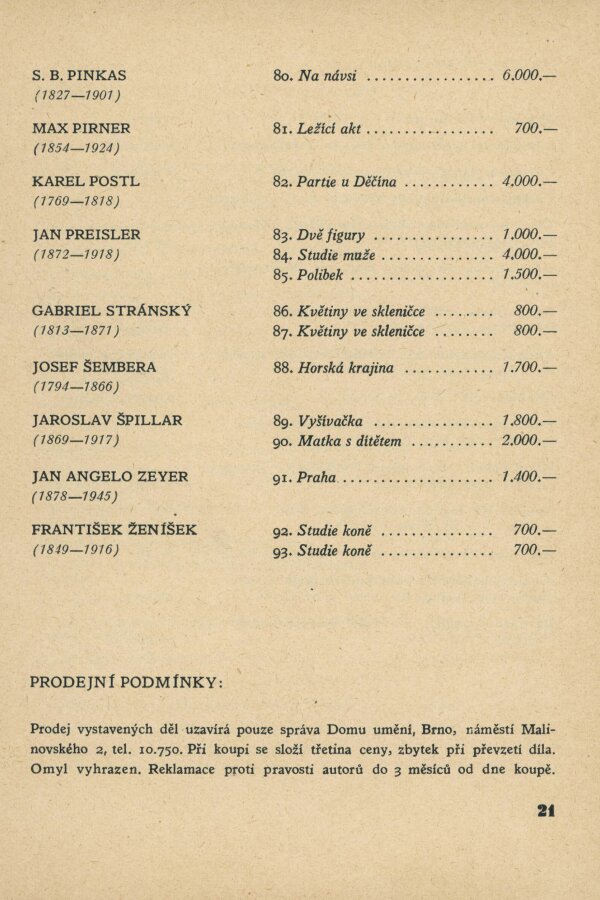 S. B. PINKAS 80. Na návsi ................ 6.000.—
(1827—1901)
MAX PIRNER 81. Ležící akt ................ 700.—
(1854—1924)
KAREL POSTL 82. Partie u Děčína ............ 4.000.—
(1769—1818)
JAN PREISLER 83. Dvě figury ............... 1.000.—
(1872—1918) 84. Studie muže .............. 4.000.—
85. Polibek .................. 1.500.—
GABRIEL STRÁNSKÝ 86. Květiny ve skleničce ........ 800.—
(1813—1871) 87. Květiny ve skleničce ........ 800.—
JOSEF ŠEMBERA 88. Horská krajina ............ 1.700.—
(1794—1866)
JAROSLAV ŠPILLAR 89. Vyšívačka ................ 1.800.—
(1869—1917) 90. Matka s dítětem ........... 2.000.—
JAN ANGELO ZEYER 91. Praha .................... 1.400.—
(1878—1945)
FRANTIŠEK ŽENÍŠEK 92. Studie koně ............... 700.—
(1849—1916) 93. Studie koně ............... 700.—
PRODEJNÍ PODMÍNKY:
Prodej vystavených děl uzavírá pouze správa Domu umění, Brno, náměstí Mali-
novského 2, tel. 10.750. Při koupi se složí třetina ceny, zbytek při převzetí díla.
Omyl vyhrazen. Reklamace proti pravosti autorů do 3 měsíců od dne koupě.
21